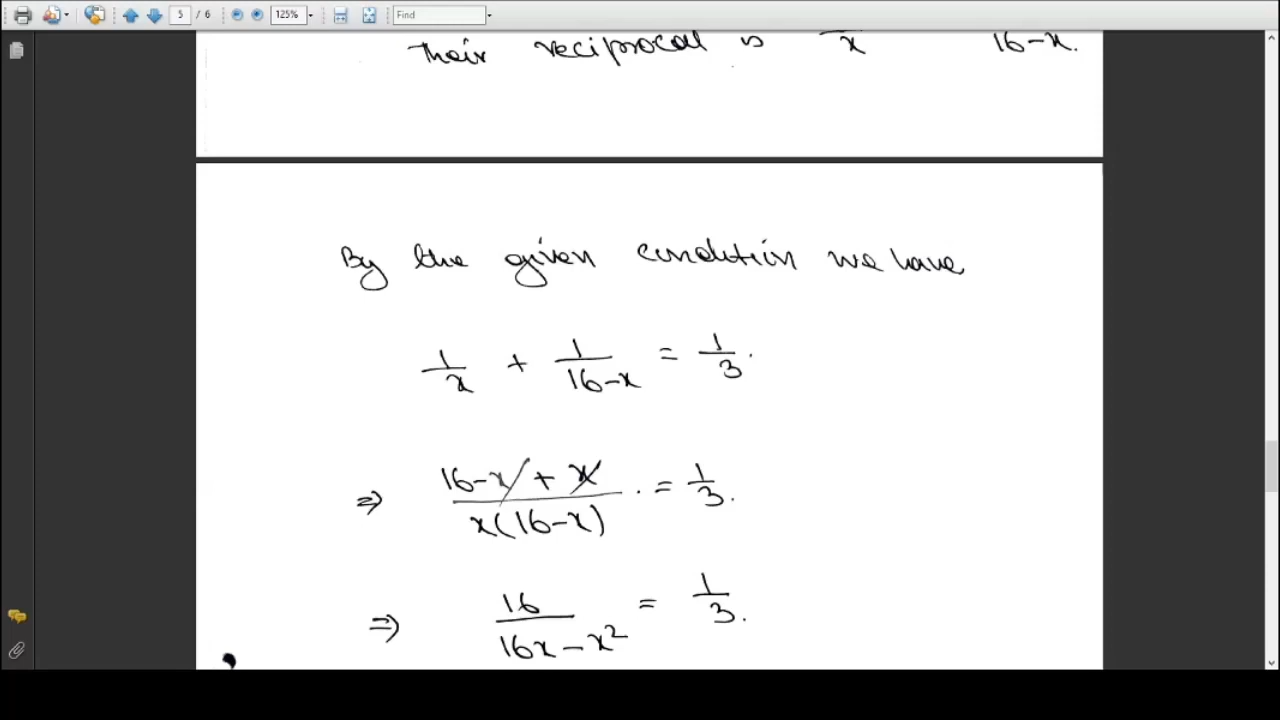 5 / 6 125% Find
Their reciprocal is 1/x 16-x.
By the given condition we have
1/x + 1/16-x = 1/3.
⇒ 16-x + x / x(16-x) . = 1/3.
⇒ 16 / 16x - x² = 1/3.